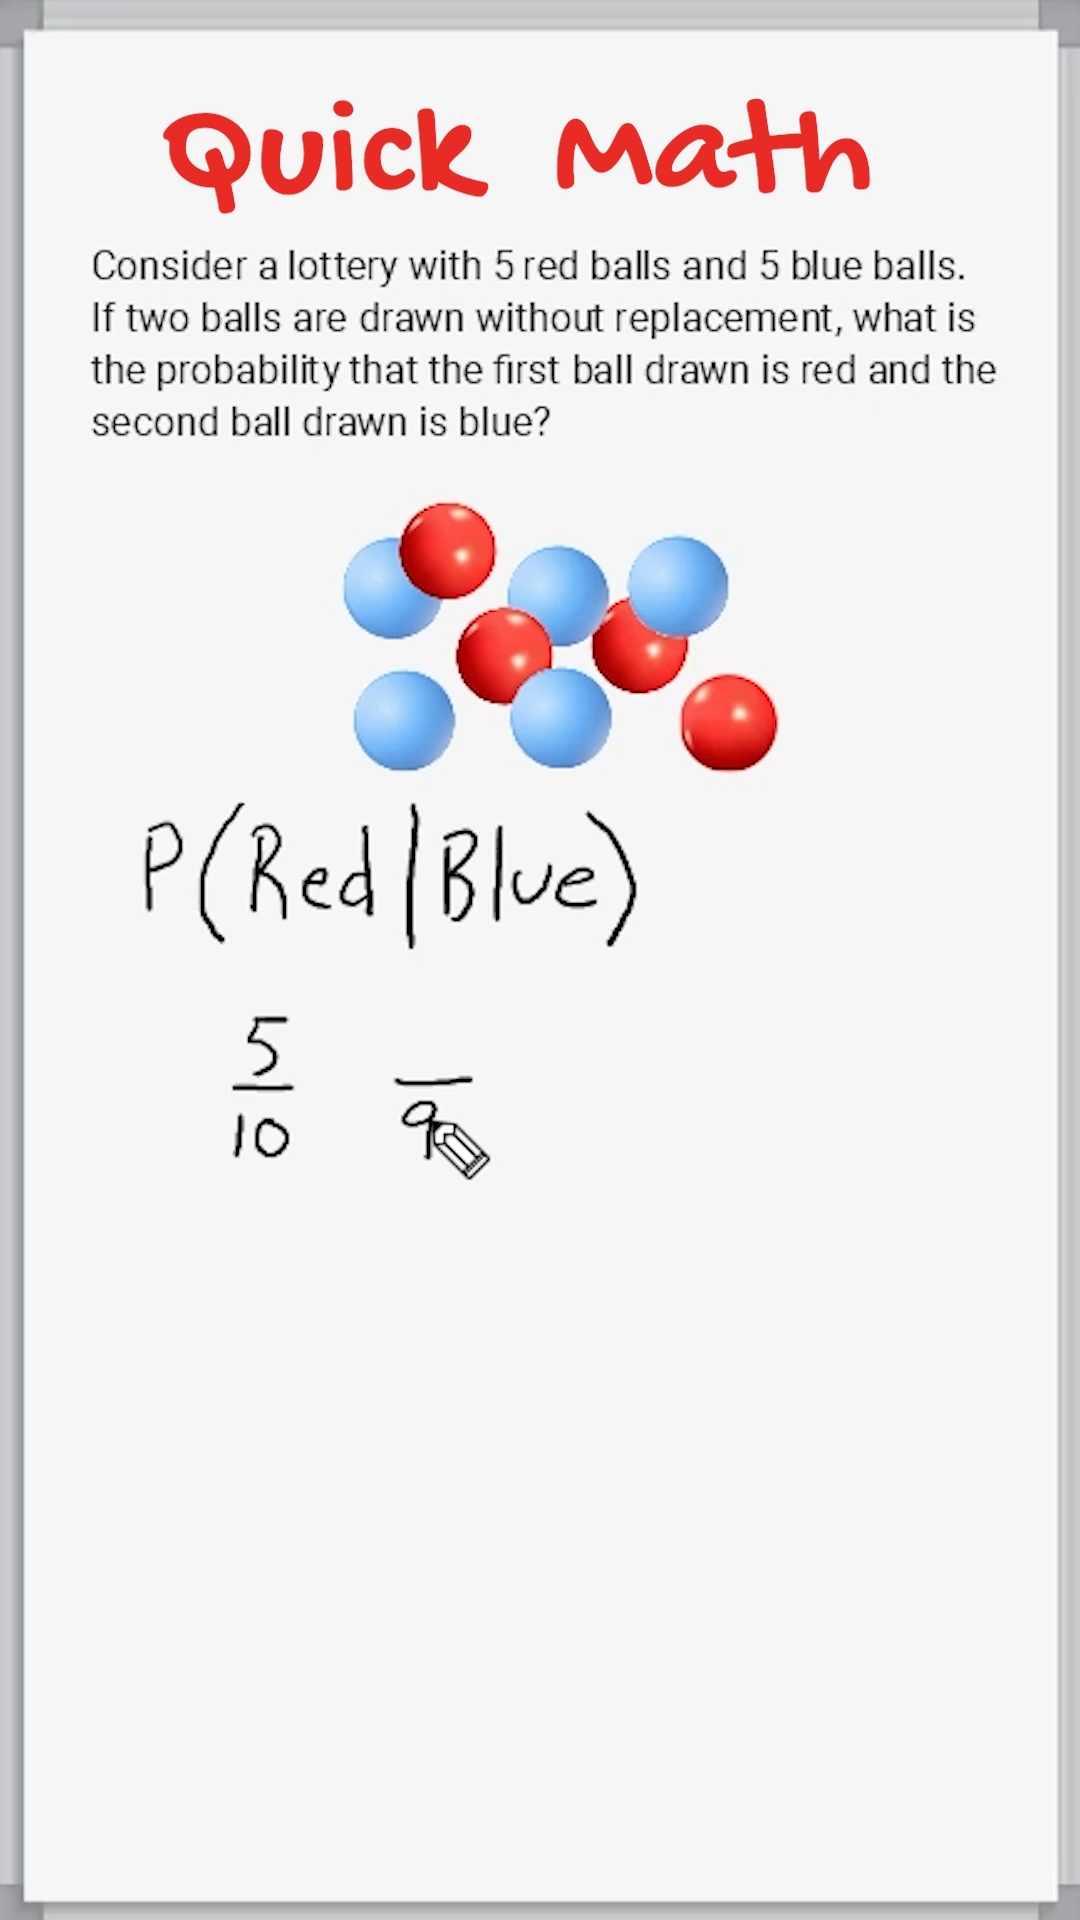 Quick Math
Consider a lottery with 5 red balls and 5 blue balls.
If two balls are drawn without replacement, what is
the probability that the first ball drawn is red and the
second ball drawn is blue?
P(Red|Blue)
5
10
9